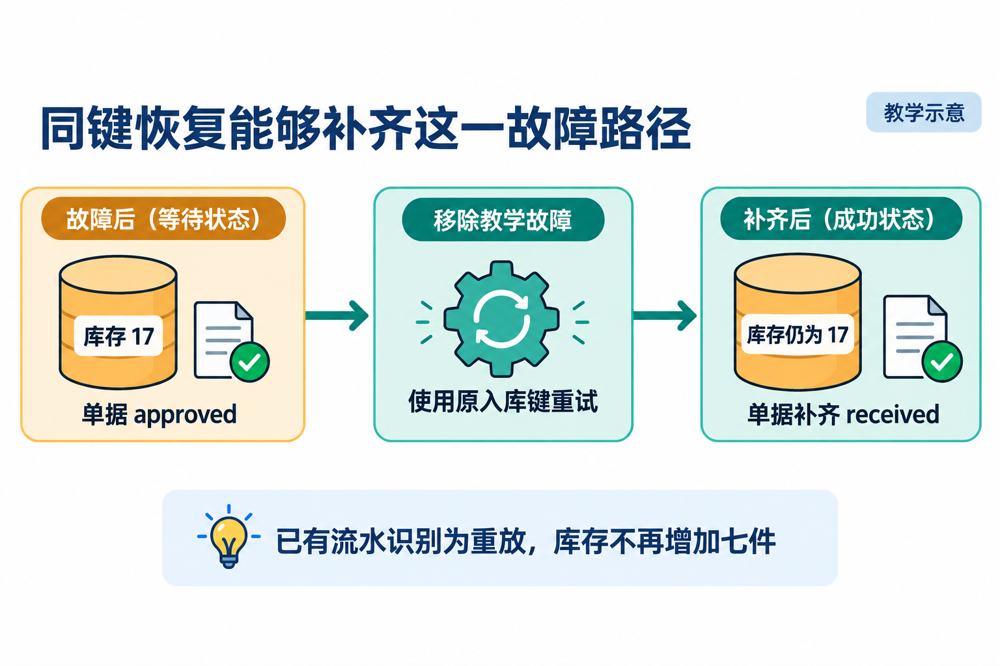 同键恢复能够补齐这一故障路径
教学示意
故障后（等待状态）
库存 17
单据 approved
移除教学故障
使用原入库键重试
补齐后（成功状态）
库存仍为 17
单据补齐 received
已有流水识别为重放，库存不再增加七件